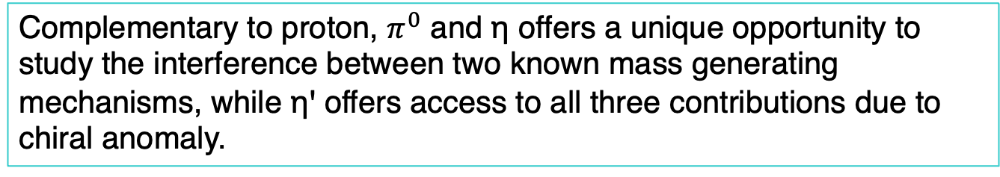 Complementary to proton, π⁰ and η offers a unique opportunity to
study the interference between two known mass generating
mechanisms, while η' offers access to all three contributions due to
chiral anomaly.